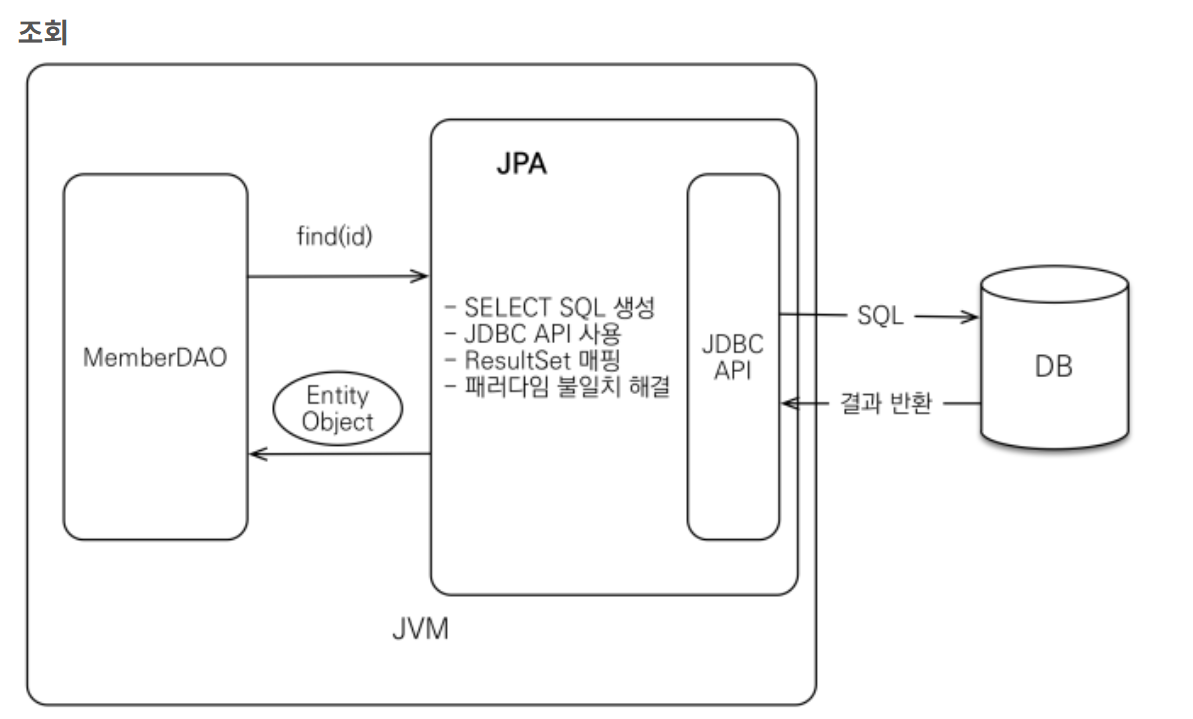 조회
JPA
find(id)
MemberDAO
Entity
Object
- SELECT SQL 생성
- JDBC API 사용
- ResultSet 매핑
- 패러다임 불일치 해결
JDBC
API
SQL
결과 반환
DB
JVM